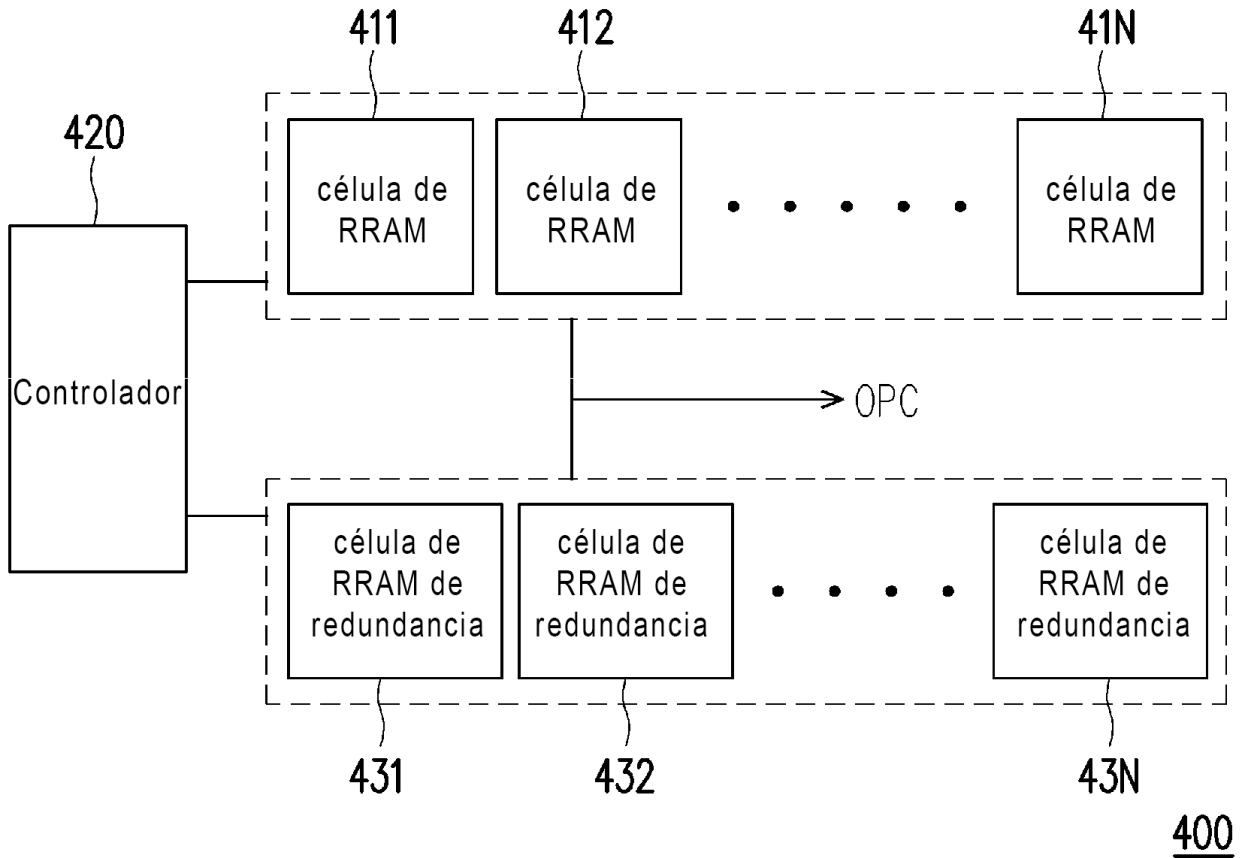 411
412
41N
420
célula de
RRAM
célula de
RRAM
célula de
RRAM
Controlador
OPC
célula de
RRAM de
redundancia
célula de
RRAM de
redundancia
célula de
RRAM de
redundancia
431
432
43N
400